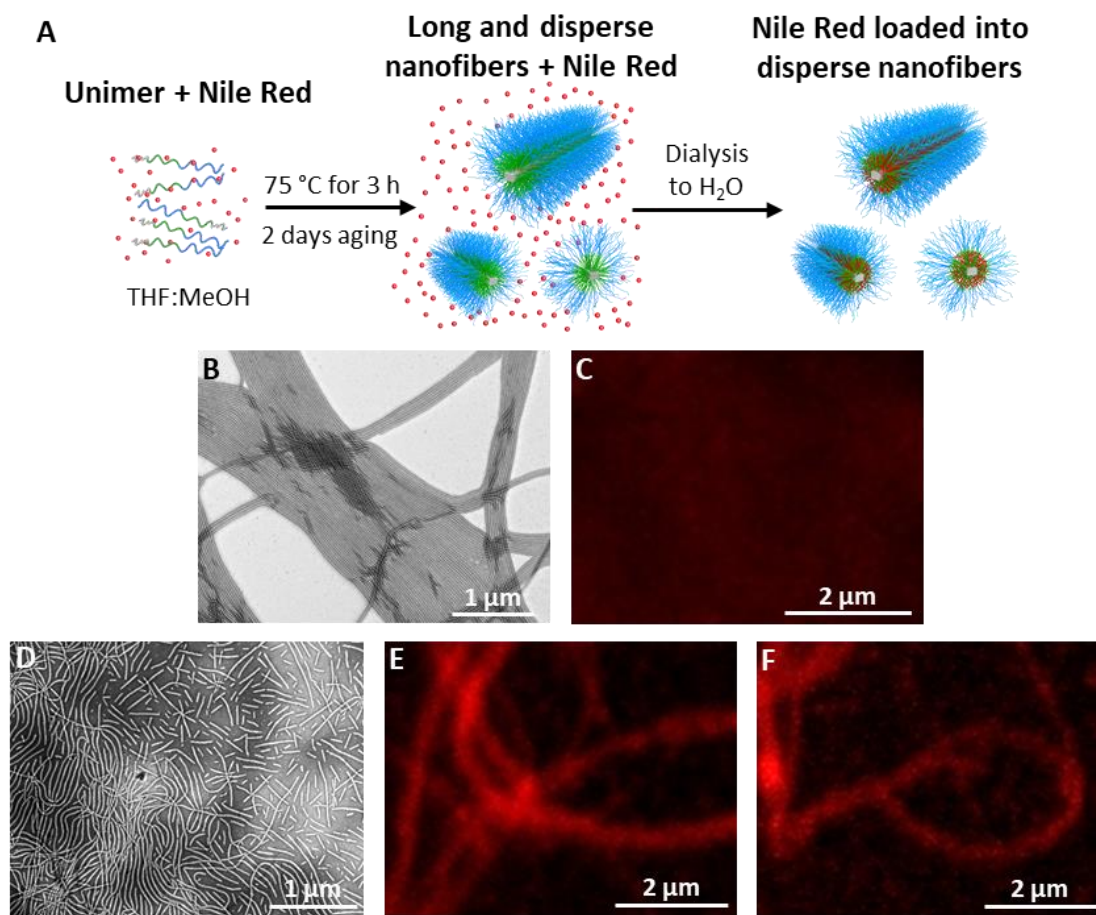 A
Unimer + Nile Red
THF:MeOH
75 °C for 3 h
2 days aging
Long and disperse
nanofibers + Nile Red
Dialysis
to H₂O
Nile Red loaded into
disperse nanofibers
B
1 μm
C
2 μm
D
1 μm
E
2 μm
F
2 μm